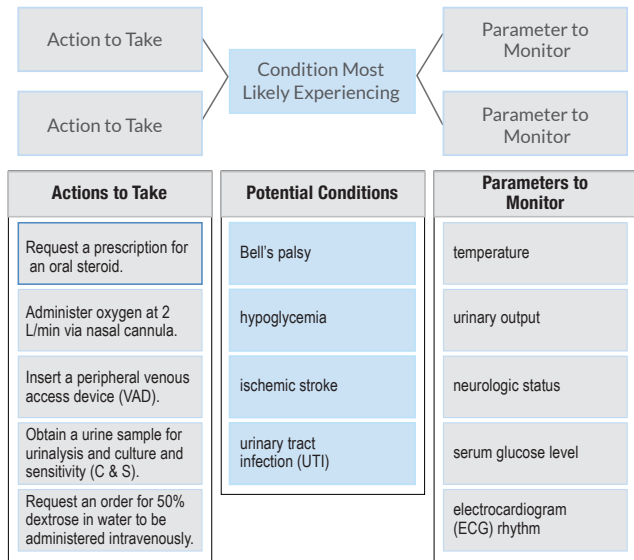 Action to Take
Condition Most
Likely Experiencing
Parameter to
Monitor
Action to Take
Parameter to
Monitor
Actions to Take
Request a prescription for
an oral steroid.
Administer oxygen at 2
L/min via nasal cannula.
Insert a peripheral venous
access device (VAD).
Obtain a urine sample for
urinalysis and culture and
sensitivity (C & S).
Request an order for 50%
dextrose in water to be
administered intravenously.
Potential Conditions
Bell’s palsy
hypoglycemia
ischemic stroke
urinary tract
infection (UTI)
Parameters to
Monitor
temperature
urinary output
neurologic status
serum glucose level
electrocardiogram
(ECG) rhythm